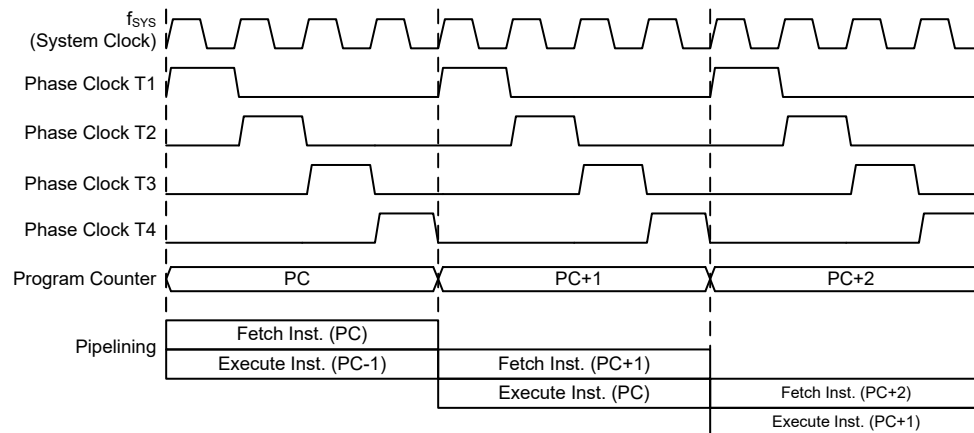 fSYS
(System Clock)
Phase Clock T1
Phase Clock T2
Phase Clock T3
Phase Clock T4
Program Counter PC PC+1 PC+2
Pipelining
Fetch Inst. (PC)
Execute Inst. (PC-1) Fetch Inst. (PC+1)
Execute Inst. (PC) Fetch Inst. (PC+2)
Execute Inst. (PC+1)